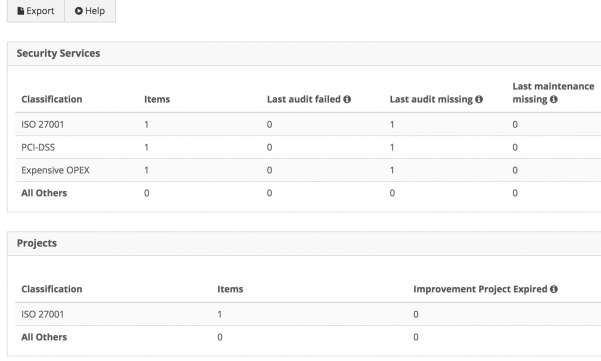 Export Help
Security Services
Classification Items Last audit failed Last audit missing Last maintenance missing
ISO 27001 1 0 1 0
PCI-DSS 1 0 1 0
Expensive OPEX 1 0 1 0
All Others 0 0 0 0
Projects
Classification Items Improvement Project Expired
ISO 27001 1 0
All Others 0 0